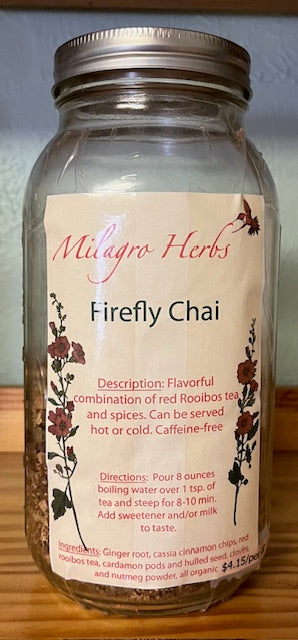 Milagro Herbs
Firefly Chai
Description: Flavorful
combination of red Rooibos tea
and spices. Can be served
hot or cold. Caffeine-free
Directions: Pour 8 ounces
boiling water over 1 tsp. of
tea and steep for 8-10 min.
Add sweetener and/or milk
to taste.
Ingredients: Ginger root, cassia cinnamon chips, red
rooibos tea, cardamon pods and hulled seed, cloves,
and nutmeg powder, all organic. $4.15/per